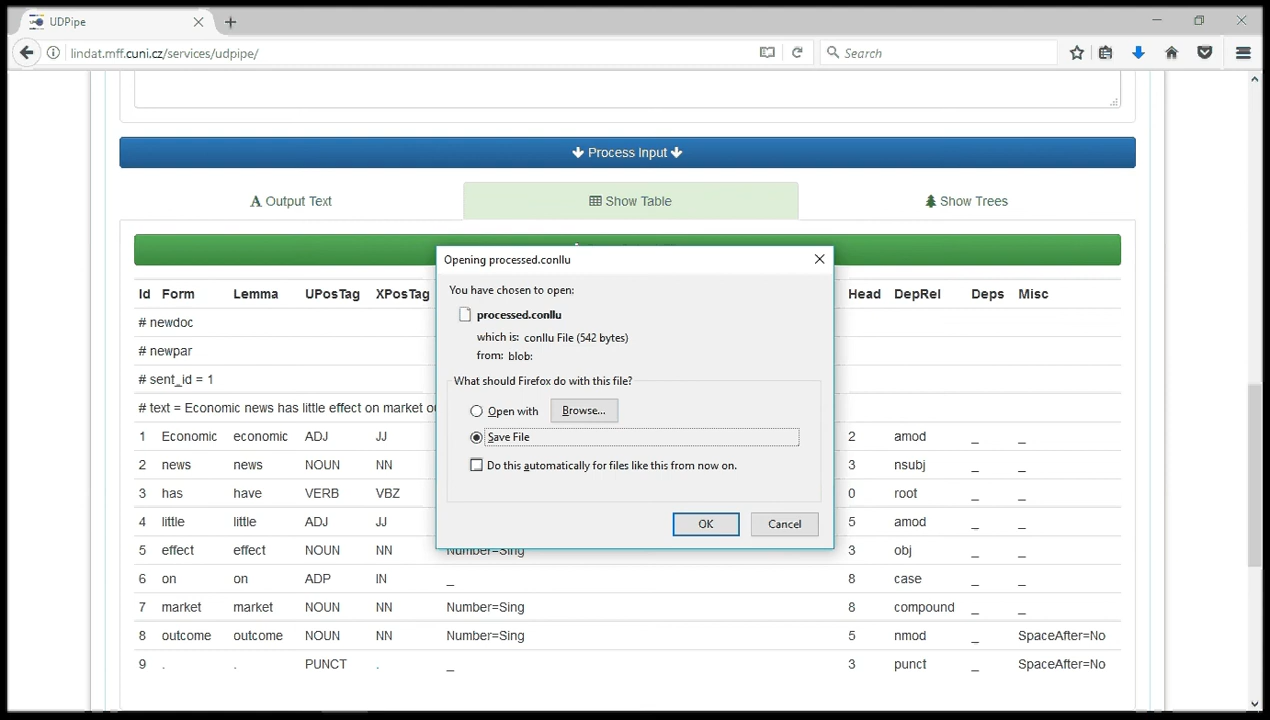 UDPipe
lindat.mff.cuni.cz/services/udpipe/
Search
Process Input
Output Text
Show Table
Show Trees
Opening processed.conllu
You have chosen to open:
processed.conllu
which is: conllu File (542 bytes)
from: blob:
What should Firefox do with this file?
Open with
Browse...
Save File
Do this automatically for files like this from now on.
OK
Cancel
Id Form Lemma UPosTag XPosTag Head DepRel Deps Misc
# newdoc
# newpar
# sent_id = 1
# text = Economic news has little effect on market
1 Economic economic ADJ JJ 2 amod _ _
2 news news NOUN NN 3 nsubj _ _
3 has have VERB VBZ 0 root _ _
4 little little ADJ JJ 5 amod _ _
5 effect effect NOUN NN Number=Sing 3 obj _ _
6 on on ADP IN _ 8 case _ _
7 market market NOUN NN Number=Sing 8 compound _ _
8 outcome outcome NOUN NN Number=Sing 5 nmod _ SpaceAfter=No
9 . . PUNCT . _ 3 punct _ SpaceAfter=No